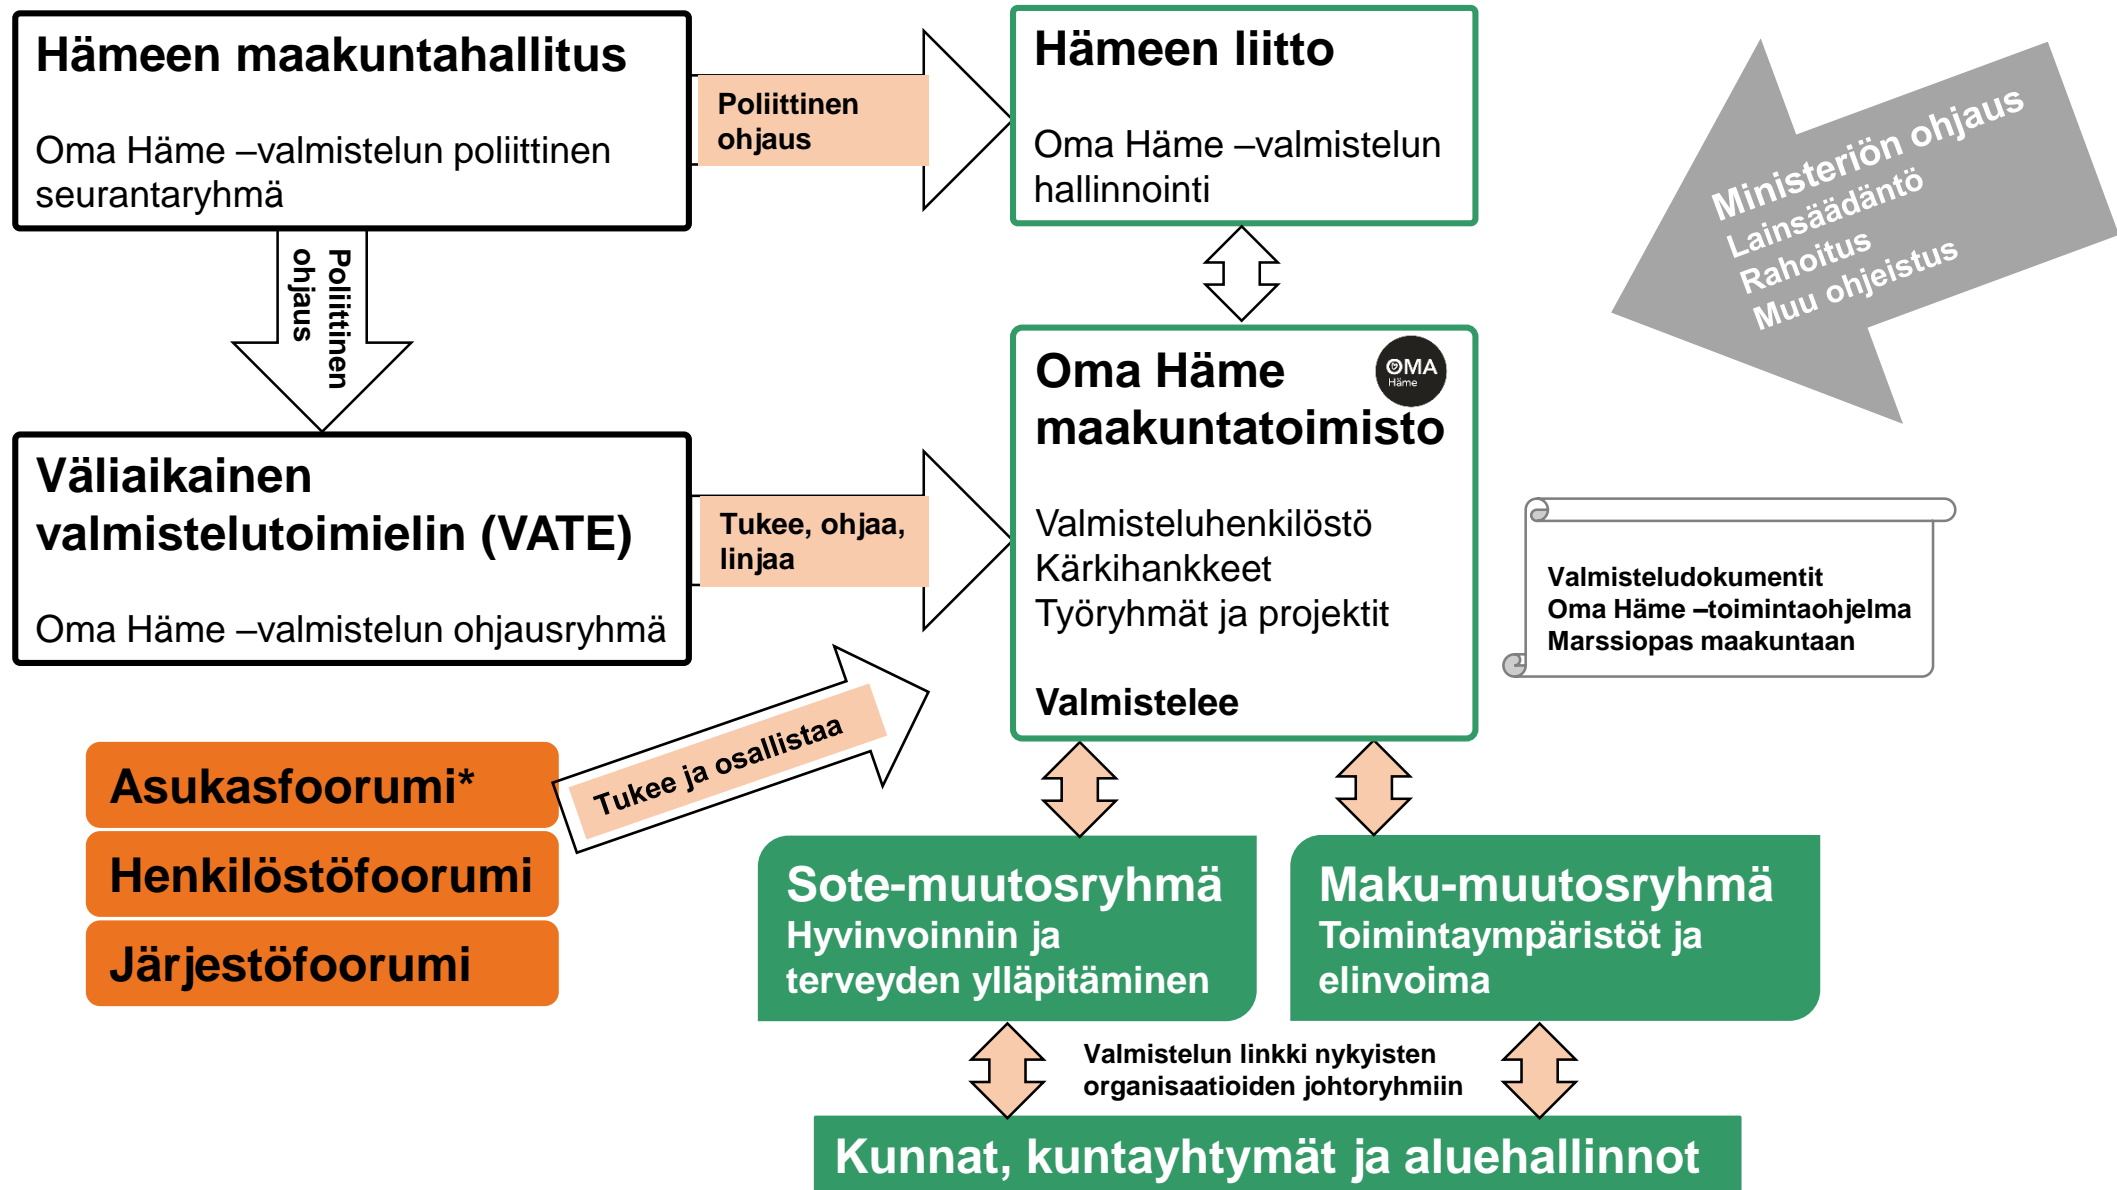 Hämeen maakuntahallitus
Oma Häme –valmistelun poliittinen
seurantaryhmä
Poliittinen
ohjaus
Hämeen liitto
Oma Häme –valmistelun
hallinnointi
Ministeriön ohjaus
Lainsäädäntö
Rahoitus
Muu ohjeistus
Poliittinen
ohjaus
Väliaikainen
valmistelutoimielin (VATE)
Oma Häme –valmistelun ohjausryhmä
Tukee, ohjaa,
linjaa
Oma Häme
maakuntatoimisto
OMA
Häme
Valmisteluhenkilöstö
Kärkihankkeet
Työryhmät ja projektit
Valmistelee
Valmisteludokumentit
Oma Häme –toimintaohjelma
Marssiopas maakuntaan
Tukee ja osallistaa
Asukasfoorumi*
Henkilöstöfoorumi
Järjestöfoorumi
Sote-muutosryhmä
Hyvinvoinnin ja
terveyden ylläpitäminen
Maku-muutosryhmä
Toimintaympäristöt ja
elinvoima
Valmistelun linkki nykyisten
organisaatioiden johtoryhmiin
Kunnat, kuntayhtymät ja aluehallinnot